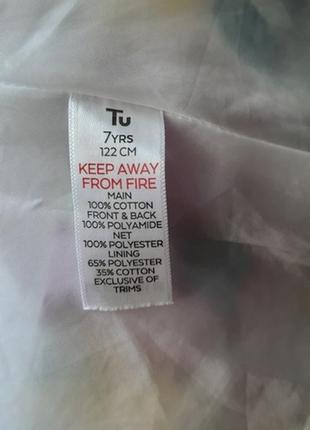 Tu
7YRS
122 CM
KEEP AWAY
FROM FIRE
MAIN
100% COTTON
FRONT & BACK
100% POLYAMIDE
NET
100% POLYESTER
LINING
65% POLYESTER
35% COTTON
EXCLUSIVE OF
TRIMS